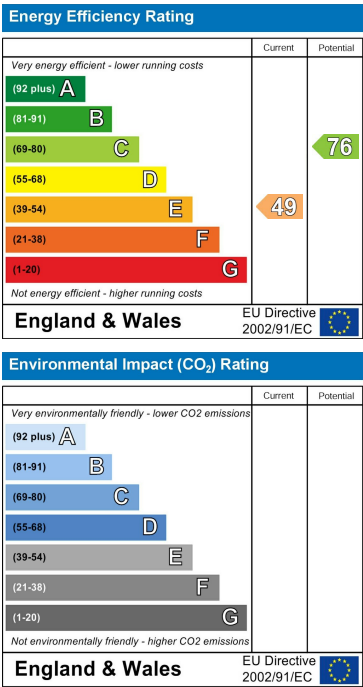 Energy Efficiency Rating
Current Potential
Very energy efficient - lower running costs
(92 plus) A
(81-91) B
(69-80) C
76
(55-68) D
(39-54) E
49
(21-38) F
(1-20) G
Not energy efficient - higher running costs
England & Wales
EU Directive
2002/91/EC
Environmental Impact (CO₂) Rating
Current Potential
Very environmentally friendly - lower CO2 emissions
(92 plus) A
(81-91) B
(69-80) C
(55-68) D
(39-54) E
(21-38) F
(1-20) G
Not environmentally friendly - higher CO2 emissions
England & Wales
EU Directive
2002/91/EC